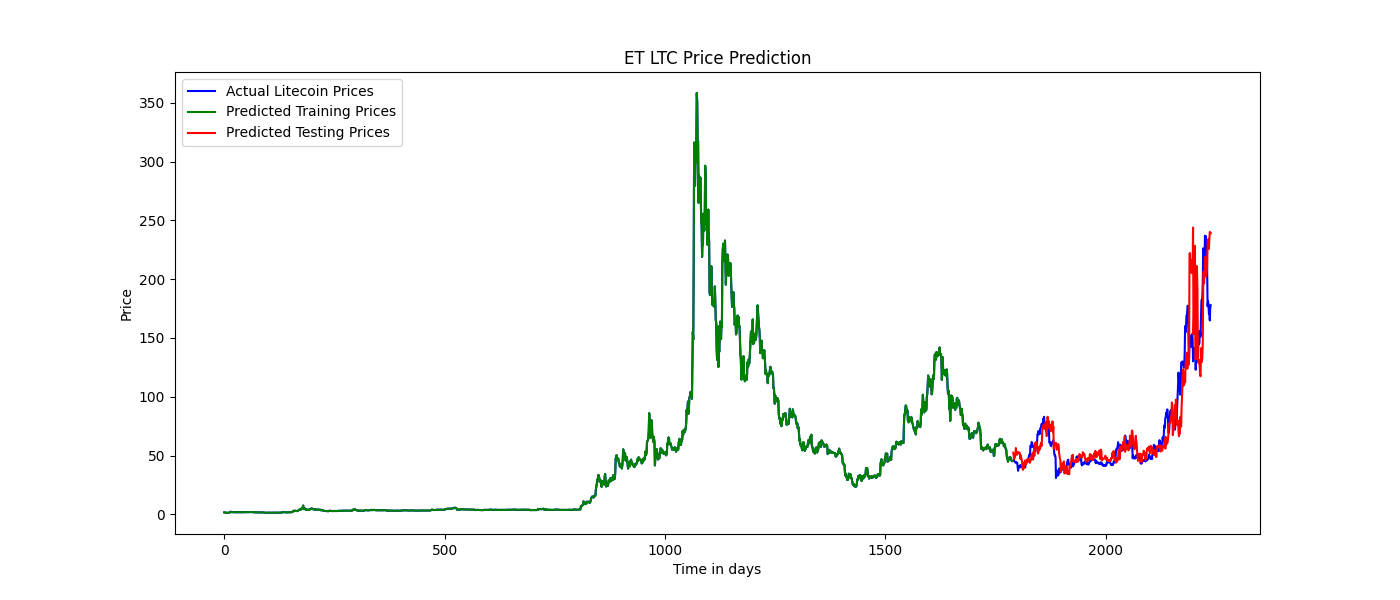 ET LTC Price Prediction
Actual Litecoin Prices
Predicted Training Prices
Predicted Testing Prices
Price
350
300
250
200
150
100
50
0
0 500 1000 1500 2000
Time in days